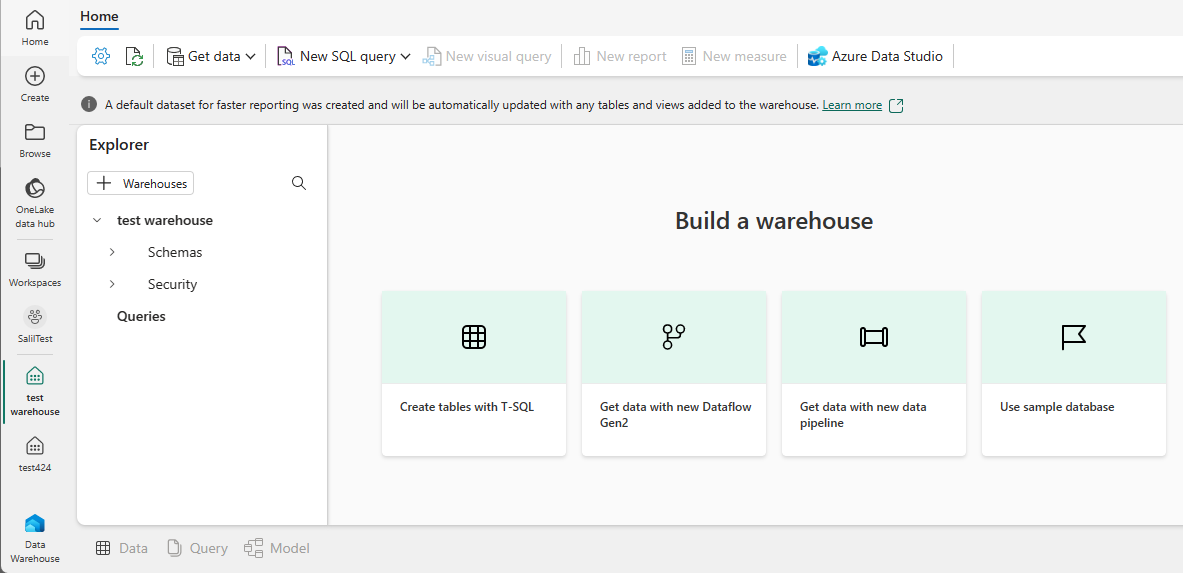 Home
Home
Create
Browse
OneLake
data hub
Workspaces
SalilTest
test
warehouse
test424
Data
Warehouse
Get data
New SQL query
New visual query
New report
New measure
Azure Data Studio
A default dataset for faster reporting was created and will be automatically updated with any tables and views added to the warehouse. Learn more
Explorer
Warehouses
test warehouse
Schemas
Security
Queries
Build a warehouse
Create tables with T-SQL
Get data with new Dataflow
Gen2
Get data with new data
pipeline
Use sample database
Data
Query
Model